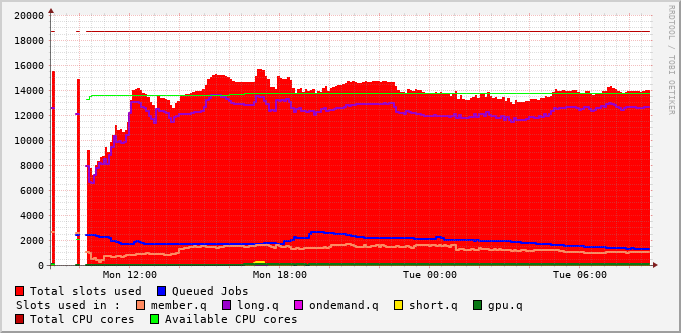 20000
18000
16000
14000
12000
10000
8000
6000
4000
2000
0
Mon 12:00 Mon 18:00 Tue 00:00 Tue 06:00
RRDTOOL / TOBI OETIKER
Total slots used Queued Jobs
Slots used in : member.q long.q ondemand.q short.q gpu.q
Total CPU cores Available CPU cores